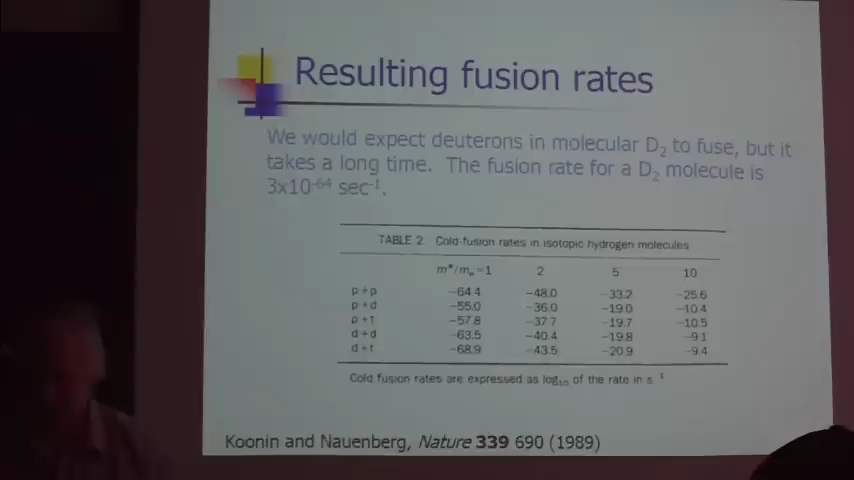 Resulting fusion rates
We would expect deuterons in molecular D₂ to fuse, but it
takes a long time. The fusion rate for a D₂ molecule is
3x10⁻⁶⁴ sec⁻¹.
TABLE 2 Cold-fusion rates in isotopic hydrogen molecules
m*/mₑ=1 2 5 10
p+p -64.4 -48.0 -33.2 -25.6
p+d -55.0 -36.0 -19.0 -10.4
p+t -57.8 -37.7 -19.7 -10.5
d+d -63.5 -40.4 -19.8 -9.1
d+t -68.9 -43.5 -20.9 -9.4
Cold fusion rates are expressed as log₁₀ of the rate in s⁻¹
Koonin and Nauenberg, Nature 339 690 (1989)